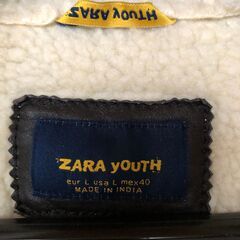 ZARA YOUTH
ZARA yOUTH
eur L usa L mex40
MADE IN INDIA